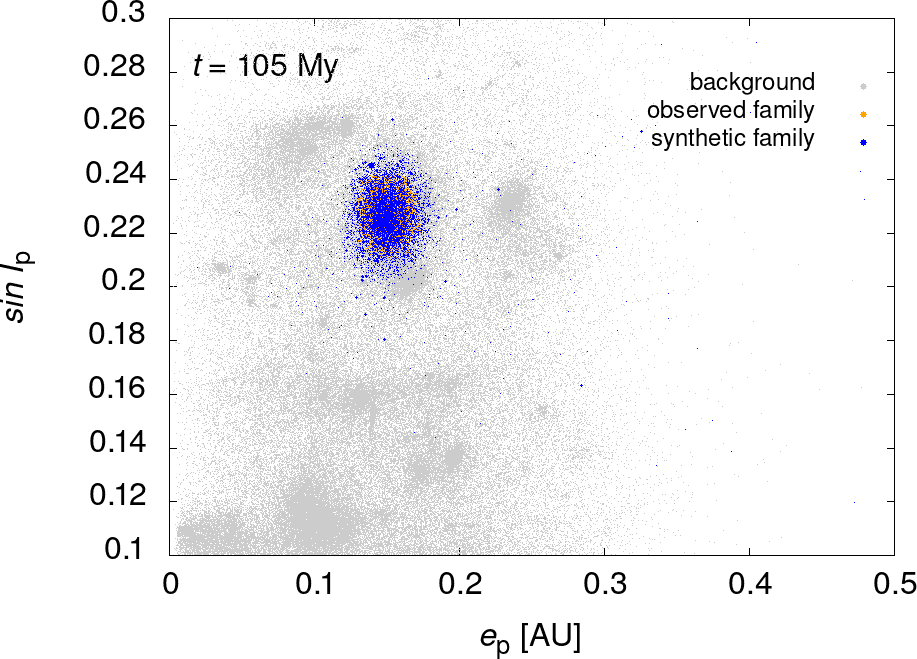 0.3
0.28
0.26
0.24
0.22
0.2
0.18
0.16
0.14
0.12
0.1
t = 105 My
background
observed family
synthetic family
sin Ip
0
0.1
0.2
0.3
0.4
0.5
ep [AU]